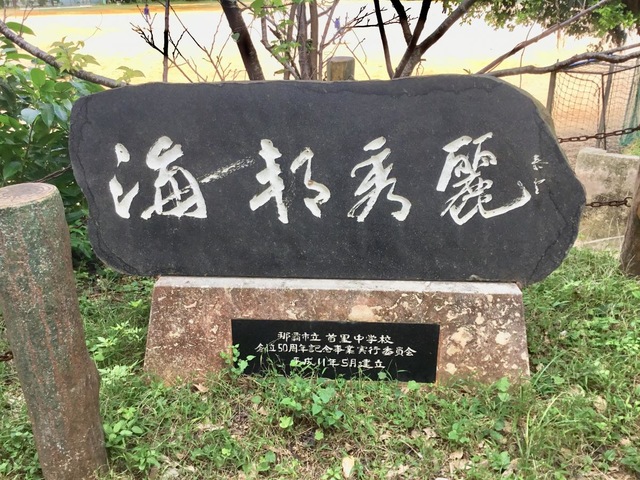 海邦秀麗
那覇市立 首里中学校
創立50周年記念事業実行委員会
平成11年5月建立